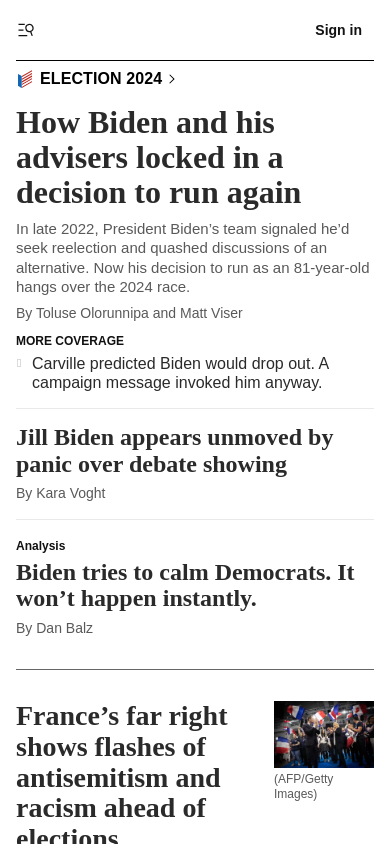 Sign in
ELECTION 2024
How Biden and his
advisers locked in a
decision to run again
In late 2022, President Biden’s team signaled he’d
seek reelection and quashed discussions of an
alternative. Now his decision to run as an 81-year-old
hangs over the 2024 race.
By Toluse Olorunnipa and Matt Viser
MORE COVERAGE
Carville predicted Biden would drop out. A
campaign message invoked him anyway.
Jill Biden appears unmoved by
panic over debate showing
By Kara Voght
Analysis
Biden tries to calm Democrats. It
won’t happen instantly.
By Dan Balz
France’s far right
shows flashes of
antisemitism and
racism ahead of
elections
(AFP/Getty
Images)